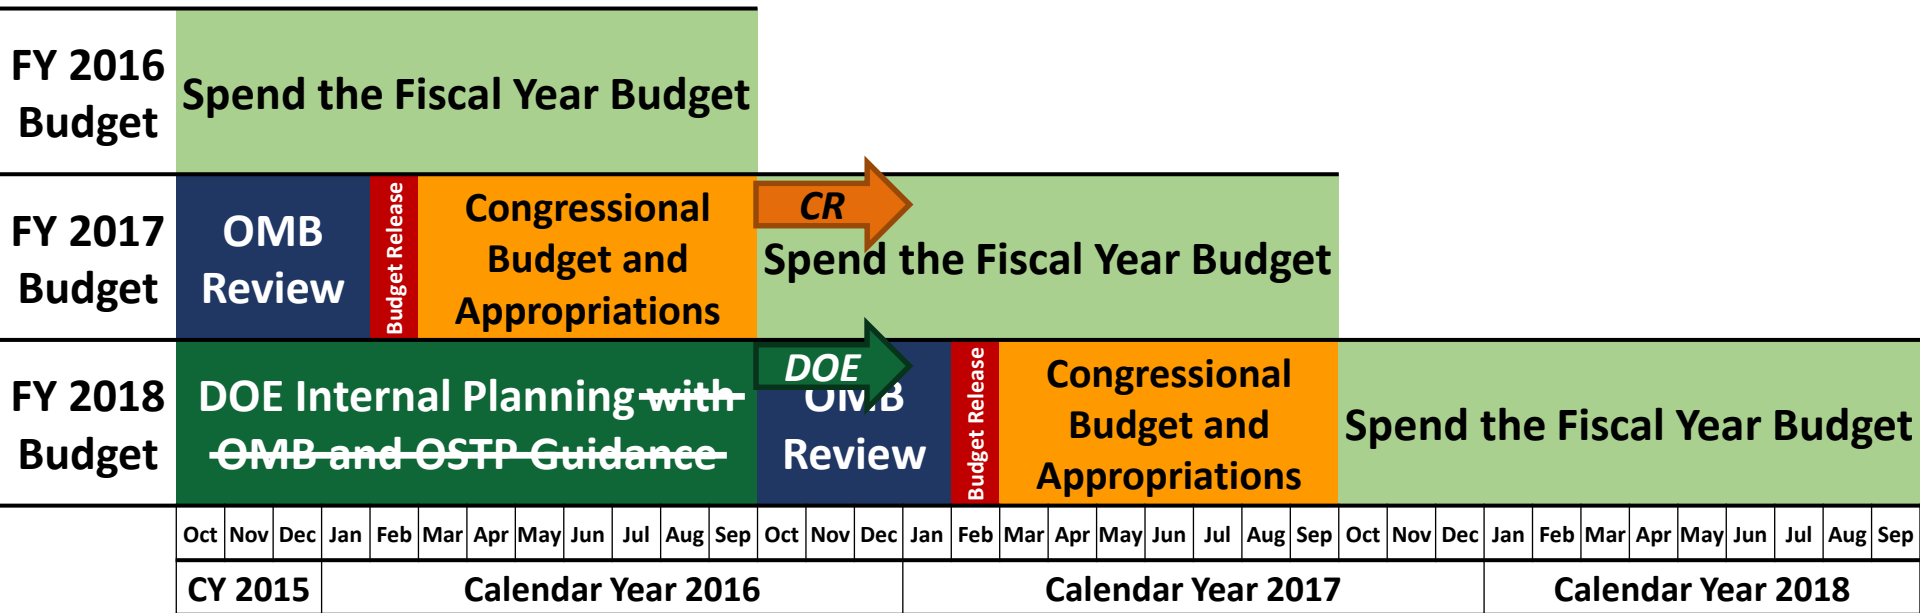 FY 2016
Budget
Spend the Fiscal Year Budget
FY 2017
Budget
OMB
Review
Budget Release
Congressional
Budget and
Appropriations
CR
Spend the Fiscal Year Budget
FY 2018
Budget
DOE Internal Planning with
OMB and OSTP Guidance
DOE
OMB
Review
Budget Release
Congressional
Budget and
Appropriations
Spend the Fiscal Year Budget
Oct Nov Dec Jan Feb Mar Apr May Jun Jul Aug Sep Oct Nov Dec Jan Feb Mar Apr May Jun Jul Aug Sep Oct Nov Dec Jan Feb Mar Apr May Jun Jul Aug Sep
CY 2015 Calendar Year 2016 Calendar Year 2017 Calendar Year 2018